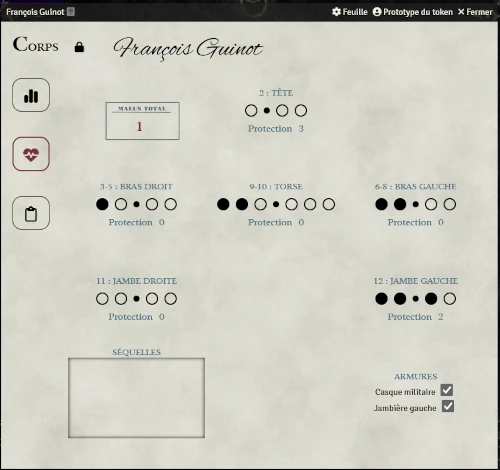 François Guinot Feuille Prototype du token Fermer
CORPS François Guinot
2 : TÊTE
MALUS TOTAL
1
Protection 3
3-5 : BRAS DROIT 9-10 : TORSE 6-8 : BRAS GAUCHE
Protection 0 Protection 0 Protection 0
11 : JAMBE DROITE 12 : JAMBE GAUCHE
Protection 0 Protection 2
SÉQUELLES
ARMURES
Casque militaire
Jambière gauche